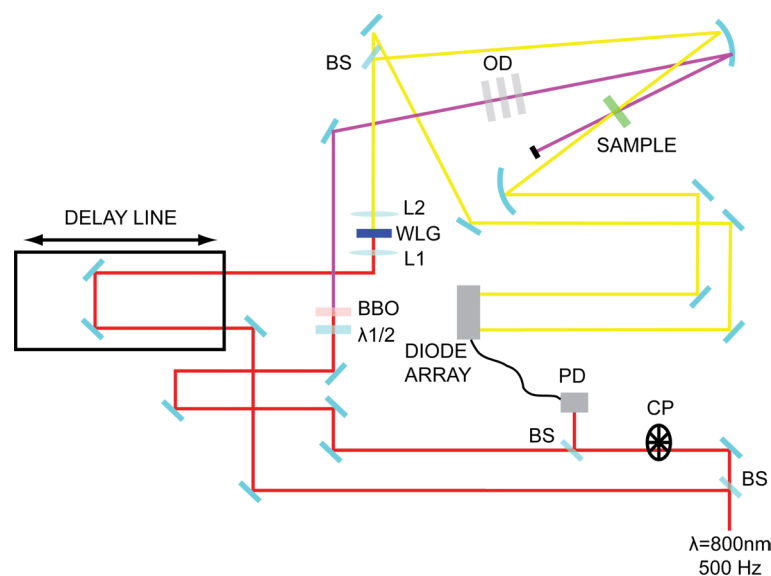 BS
OD
SAMPLE
DELAY LINE
L2
WLG
L1
BBO
λ1/2
DIODE
ARRAY
PD
CP
BS
BS
λ=800nm
500 Hz